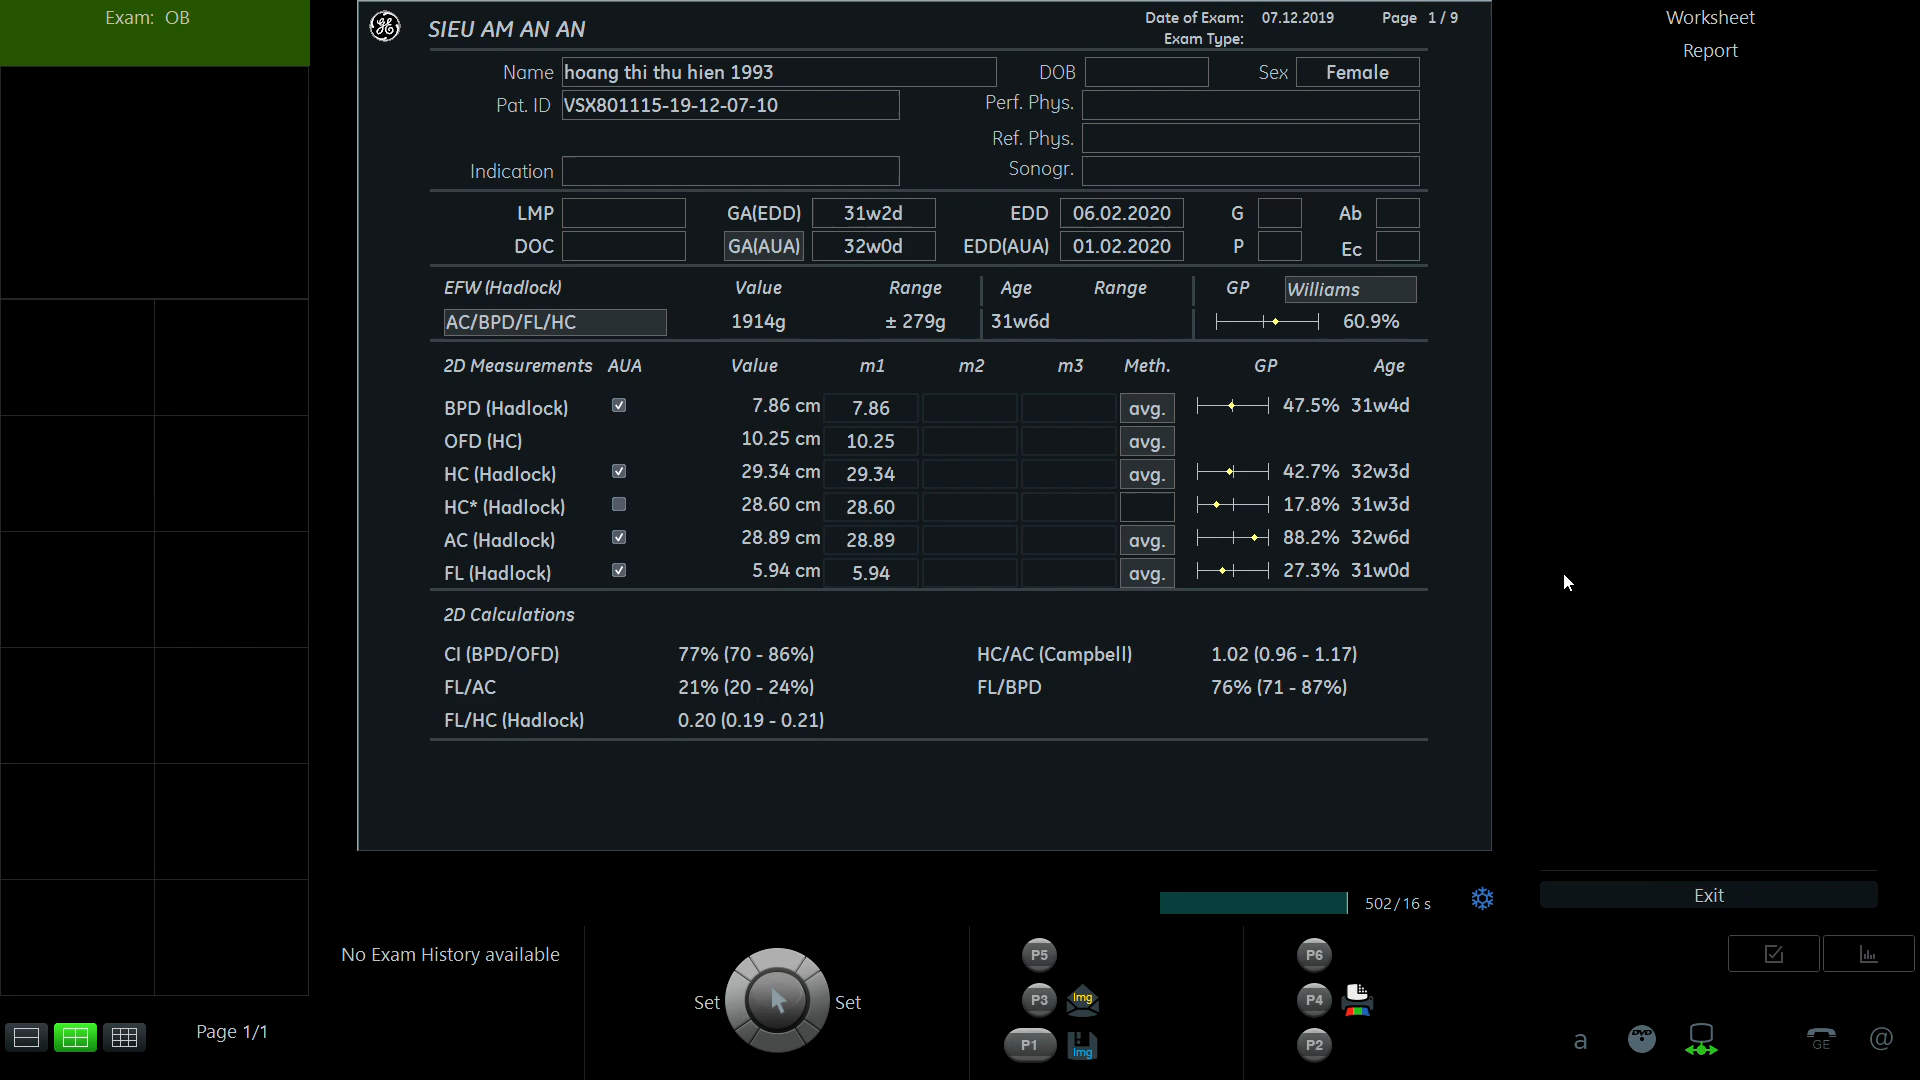 Exam: OB
SIEU AM AN AN
Date of Exam: 07.12.2019 Page 1 / 9
Exam Type:
Name hoang thi thu hien 1993 DOB Sex Female
Pat. ID VSX801115-19-12-07-10 Perf. Phys.
Ref. Phys.
Indication Sonogr.
LMP GA(EDD) 31w2d EDD 06.02.2020 G Ab
DOC GA(AUA) 32w0d EDD(AUA) 01.02.2020 P Ec
EFW (Hadlock) Value Range Age Range GP Williams
AC/BPD/FL/HC 1914g ± 279g 31w6d 60.9%
2D Measurements AUA Value m1 m2 m3 Meth. GP Age
BPD (Hadlock) 7.86 cm 7.86 avg. 47.5% 31w4d
OFD (HC) 10.25 cm 10.25 avg.
HC (Hadlock) 29.34 cm 29.34 avg. 42.7% 32w3d
HC* (Hadlock) 28.60 cm 28.60 17.8% 31w3d
AC (Hadlock) 28.89 cm 28.89 avg. 88.2% 32w6d
FL (Hadlock) 5.94 cm 5.94 avg. 27.3% 31w0d
2D Calculations
CI (BPD/OFD) 77% (70 - 86%) HC/AC (Campbell) 1.02 (0.96 - 1.17)
FL/AC 21% (20 - 24%) FL/BPD 76% (71 - 87%)
FL/HC (Hadlock) 0.20 (0.19 - 0.21)
Worksheet
Report
502 / 16 s
Exit
No Exam History available
Set Set
P5
P3 Img
P1 Img
P6
P4
P2
Page 1/1
a DVD GE @